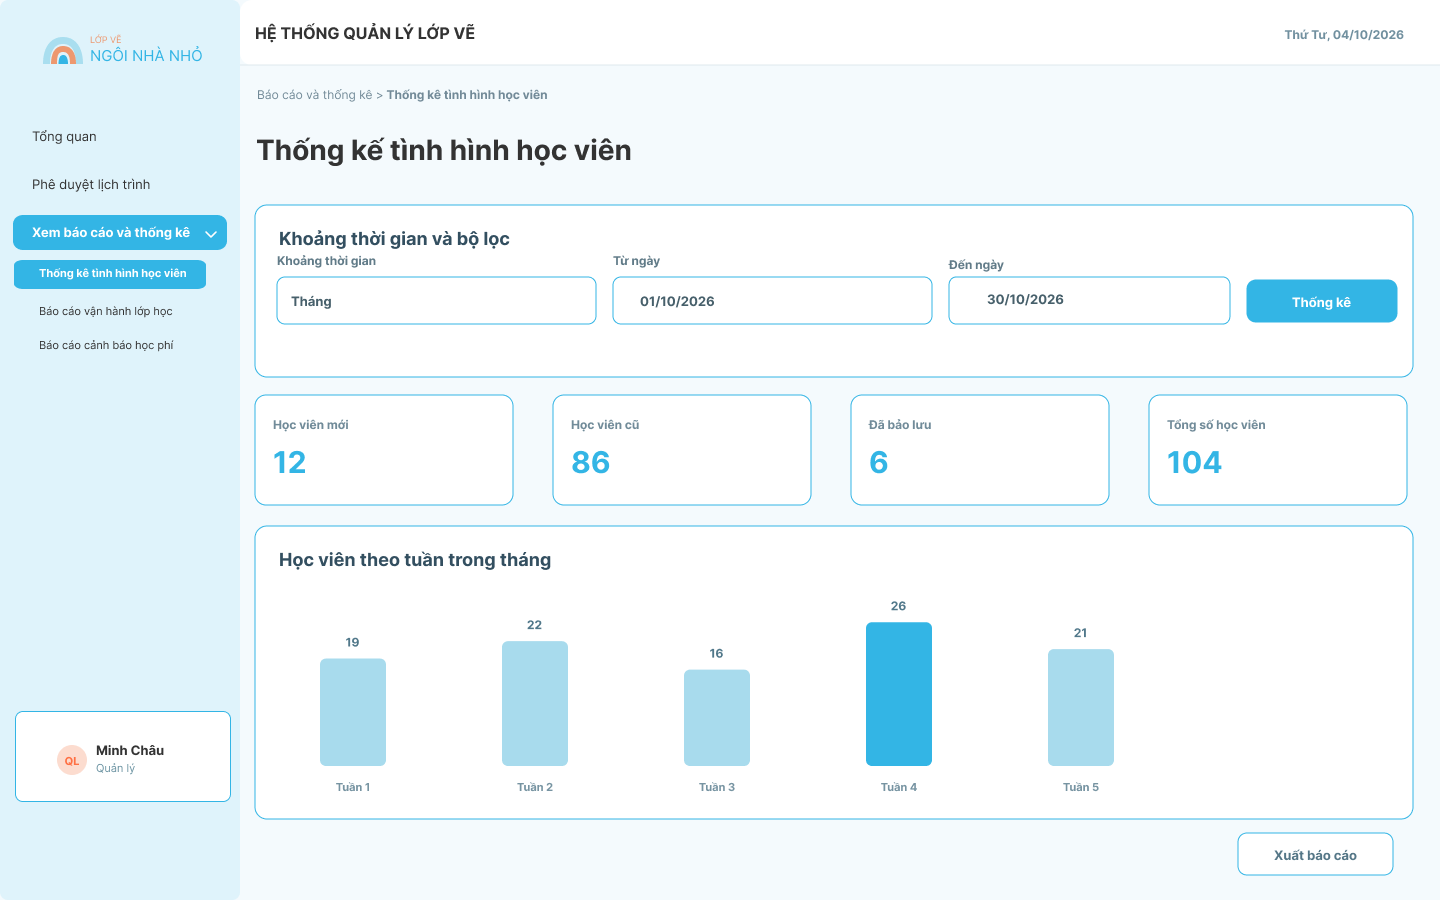 LỚP VẼ
NGÔI NHÀ NHỎ
HỆ THỐNG QUẢN LÝ LỚP VẼ
Thứ Tư, 04/10/2026
Tổng quan
Phê duyệt lịch trình
Xem báo cáo và thống kê
Thống kê tình hình học viên
Báo cáo vận hành lớp học
Báo cáo cảnh báo học phí
QL
Minh Châu
Quản lý
Báo cáo và thống kê > Thống kê tình hình học viên
Thống kế tình hình học viên
Khoảng thời gian và bộ lọc
Khoảng thời gian
Từ ngày
Đến ngày
Tháng
01/10/2026
30/10/2026
Thống kê
Học viên mới
12
Học viên cũ
86
Đã bảo lưu
6
Tổng số học viên
104
Học viên theo tuần trong tháng
19
22
16
26
21
Tuần 1
Tuần 2
Tuần 3
Tuần 4
Tuần 5
Xuất báo cáo